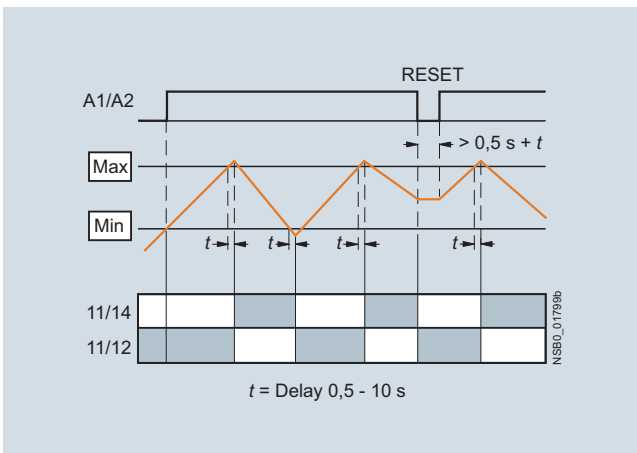 RESET
A1/A2
> 0,5 s + t
Max
Min
t t t t
11/14
11/12
NSB0_01799b
t = Delay 0,5 - 10 s